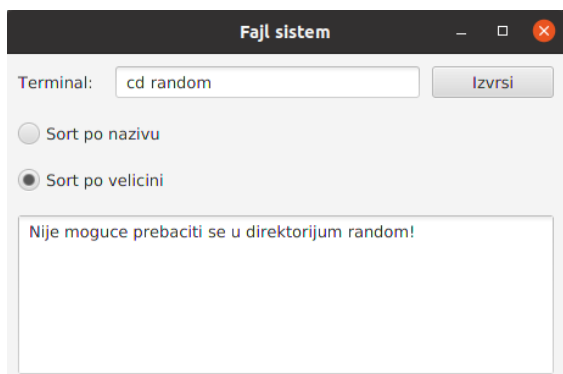 Fajl sistem
Terminal: cd random Izvrsi
Sort po nazivu
Sort po velicini
Nije moguce prebaciti se u direktorijum random!